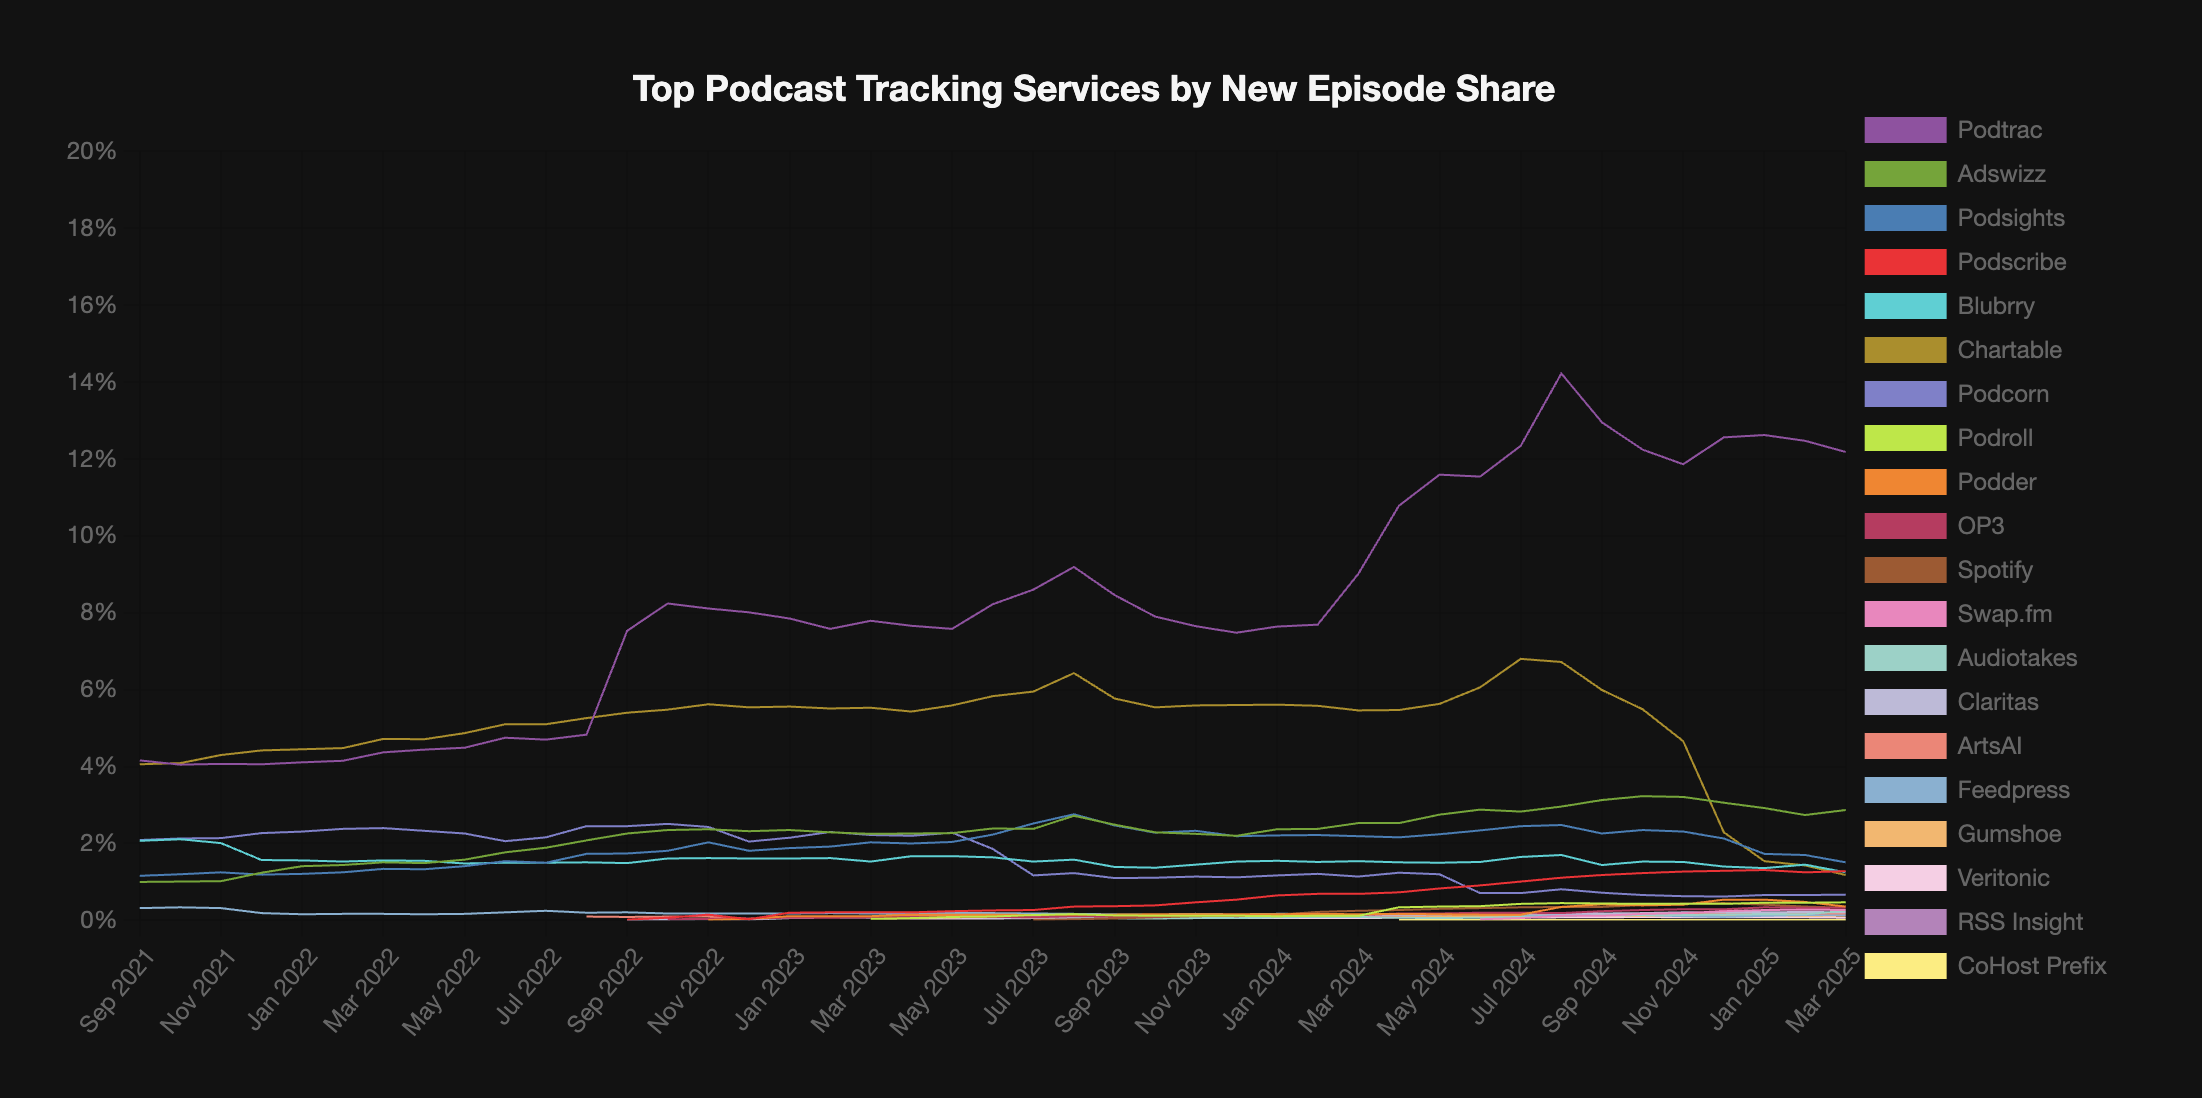 Top Podcast Tracking Services by New Episode Share
20%
18%
16%
14%
12%
10%
8%
6%
4%
2%
0%
Sep 2021
Nov 2021
Jan 2022
Mar 2022
May 2022
Jul 2022
Sep 2022
Nov 2022
Jan 2023
Mar 2023
May 2023
Jul 2023
Sep 2023
Nov 2023
Jan 2024
Mar 2024
May 2024
Jul 2024
Sep 2024
Nov 2024
Jan 2025
Mar 2025
Podtrac
Adswizz
Podsights
Podscribe
Blubrry
Chartable
Podcorn
Podroll
Podder
OP3
Spotify
Swap.fm
Audiotakes
Claritas
ArtsAI
Feedpress
Gumshoe
Veritonic
RSS Insight
CoHost Prefix